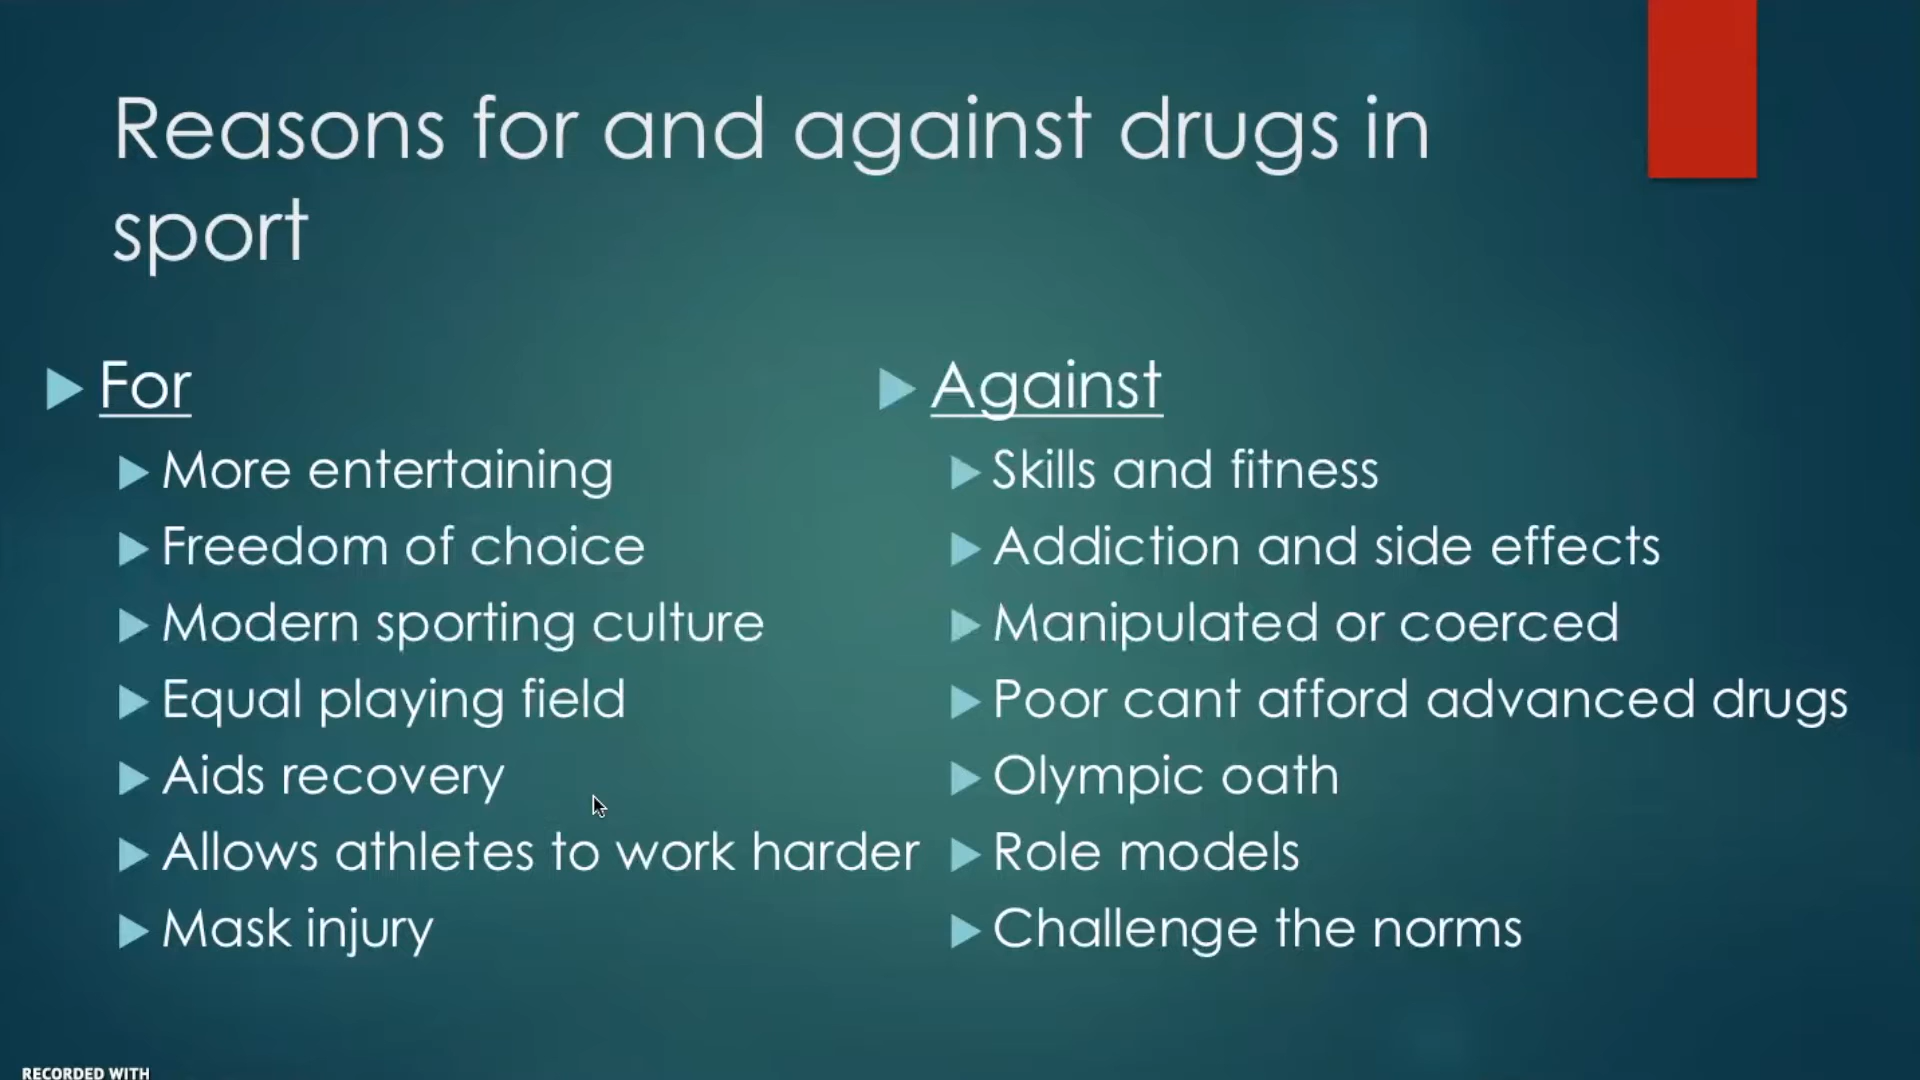 Reasons for and against drugs in
sport
For
More entertaining
Freedom of choice
Modern sporting culture
Equal playing field
Aids recovery
Allows athletes to work harder
Mask injury
Against
Skills and fitness
Addiction and side effects
Manipulated or coerced
Poor cant afford advanced drugs
Olympic oath
Role models
Challenge the norms
RECORDED WITH